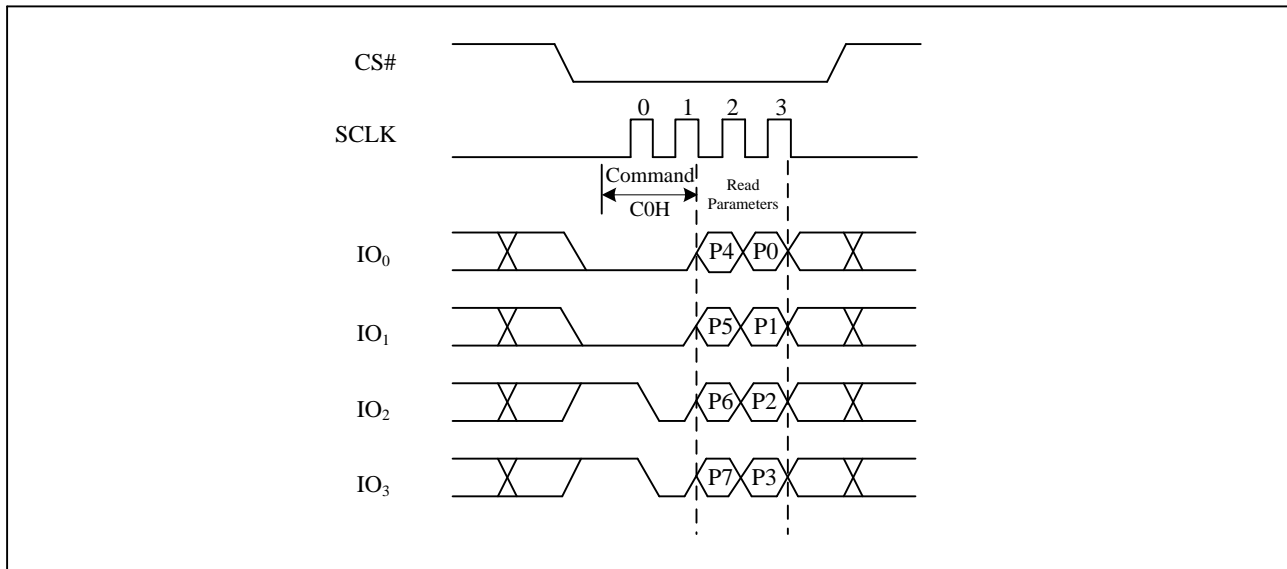 CS#
0 1 2 3
SCLK
Command
C0H
Read
Parameters
IO₀ P4 P0
IO₁ P5 P1
IO₂ P6 P2
IO₃ P7 P3